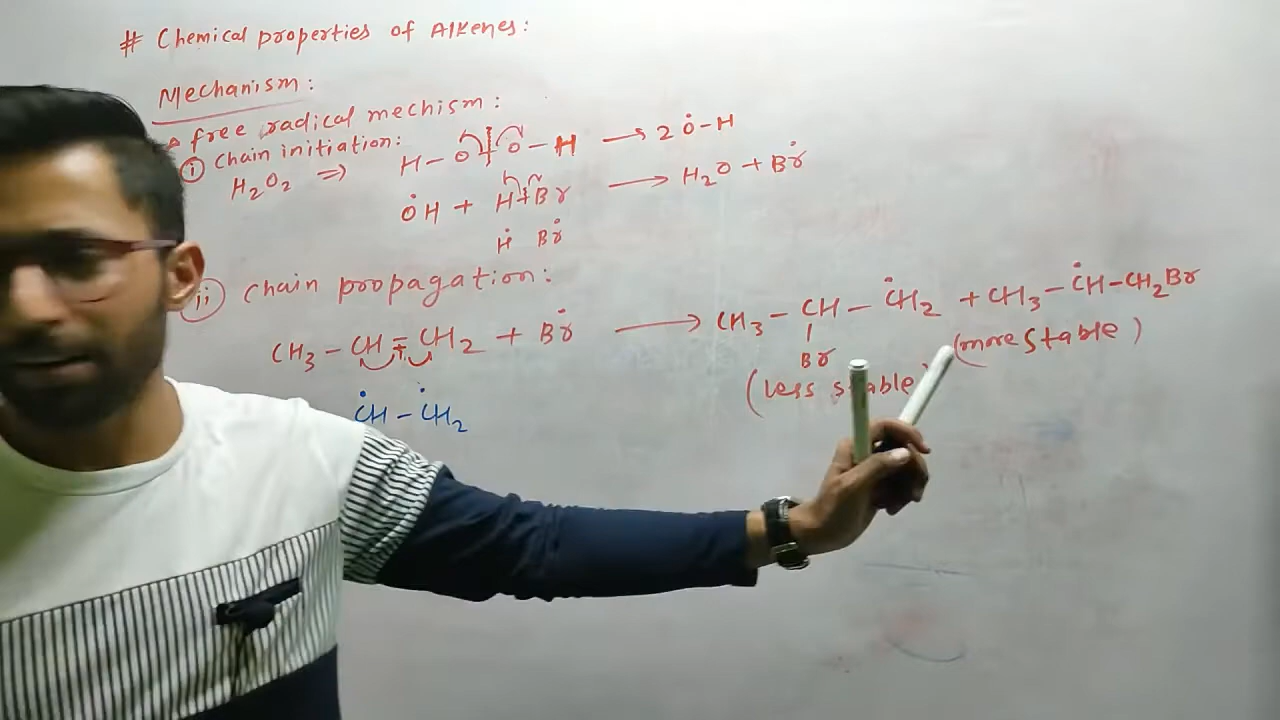 # Chemical properties of Alkenes:
Mechanism:
free radical mechism:
(i) Chain initiation:
H2O2 ⇒ H-O-O-H → 2 Ȯ-H
ȮH + H-Br → H2O + Bṙ
Ḣ Bṙ
(ii) Chain propagation:
CH3-CH=CH2 + Bṙ → CH3-CH-ĊH2 + CH3-ĊH-CH2Br
Br
(less stable) (more stable)
ĊH-ĊH2